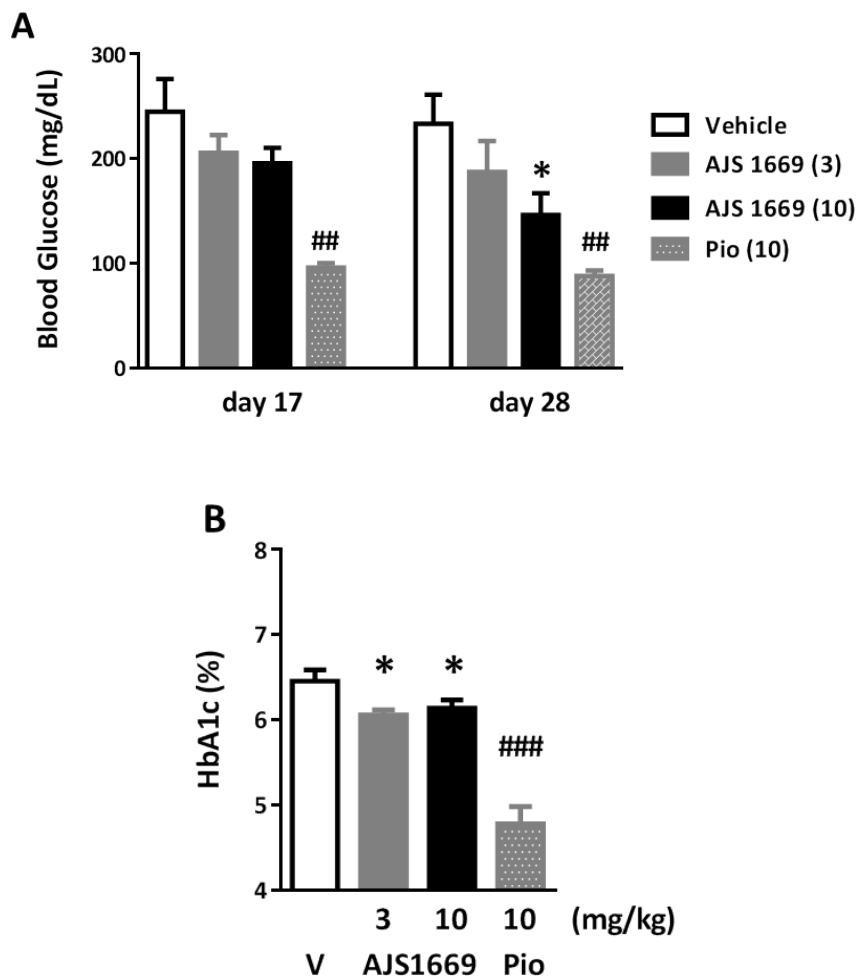 A
Blood Glucose (mg/dL)
300
200
100
0
##
*
##
day 17
day 28
Vehicle
AJS 1669 (3)
AJS 1669 (10)
Pio (10)
B
HbA1c (%)
8
7
6
5
4
*
*
###
3 10 10 (mg/kg)
V AJS1669 Pio